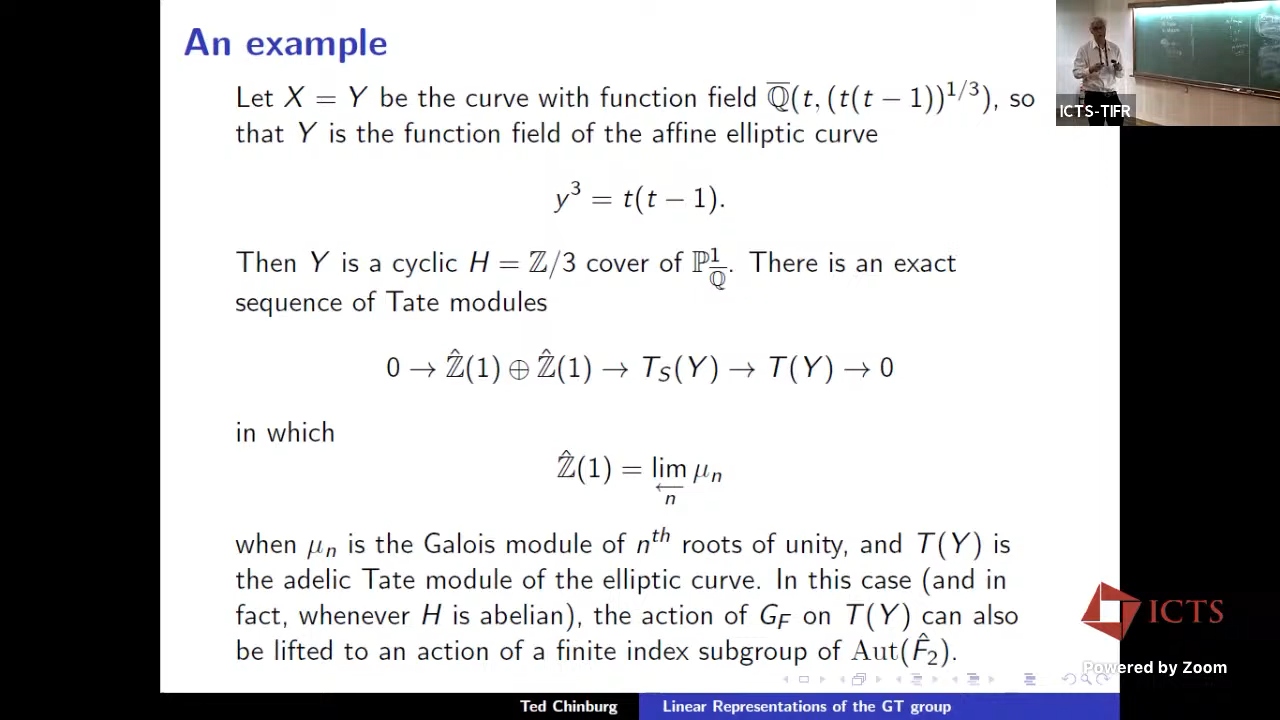 An example
Let X = Y be the curve with function field Q̅(t, (t(t − 1))^{1/3}), so
that Y is the function field of the affine elliptic curve
y³ = t(t − 1).
Then Y is a cyclic H = ℤ/3 cover of ℙ¹_{Q̅}. There is an exact
sequence of Tate modules
0 → ℤ̂(1) ⊕ ℤ̂(1) → T_S(Y) → T(Y) → 0
in which
ℤ̂(1) = lim← n μ_n
when μ_n is the Galois module of n^{th} roots of unity, and T(Y) is
the adelic Tate module of the elliptic curve. In this case (and in
fact, whenever H is abelian), the action of G_F on T(Y) can also
be lifted to an action of a finite index subgroup of Aut(F̂₂).
Ted Chinburg
Linear Representations of the GT group
ICTS-TIFR
ICTS
Powered by Zoom